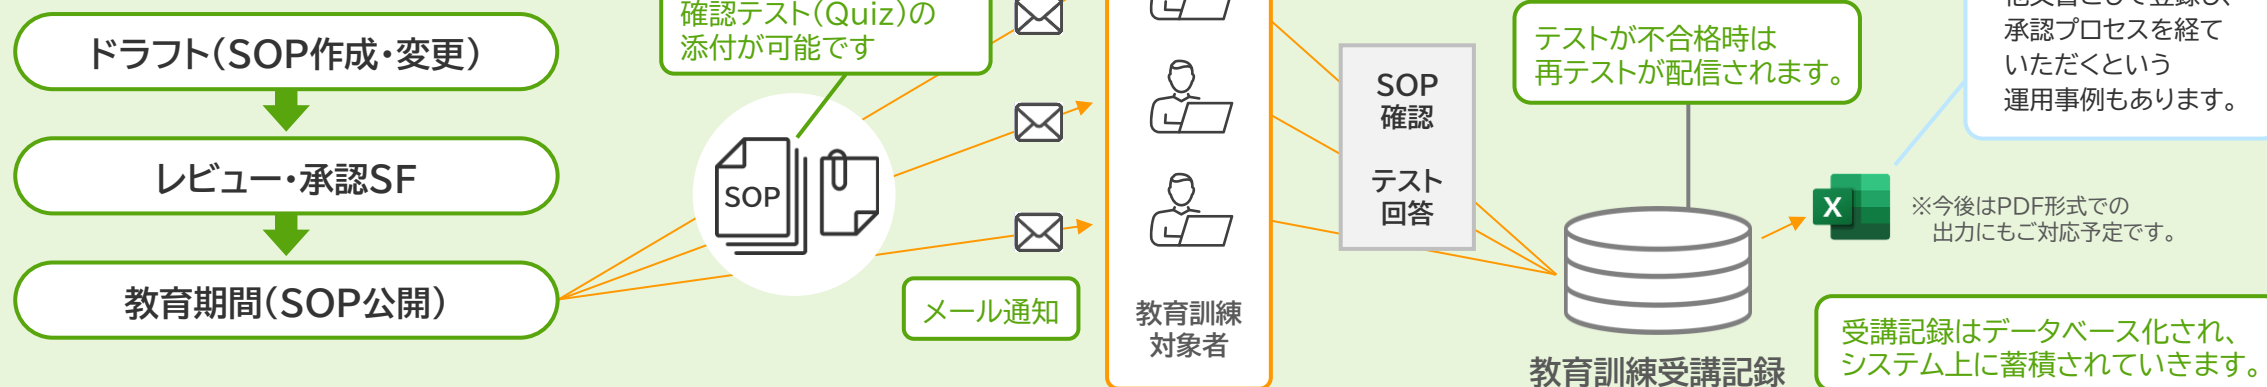 ドラフト(SOP作成・変更)
レビュー・承認SF
教育期間(SOP公開)
確認テスト(Quiz)の
添付が可能です
SOP
メール通知
教育訓練
対象者
SOP
確認
テスト
回答
テストが不合格時は
再テストが配信されます。
教育訓練受講記録
承認プロセスを経て
いただくという
運用事例もあります。
X
※今後はPDF形式での
出力にもご対応予定です。
受講記録はデータベース化され、
システム上に蓄積されていきます。